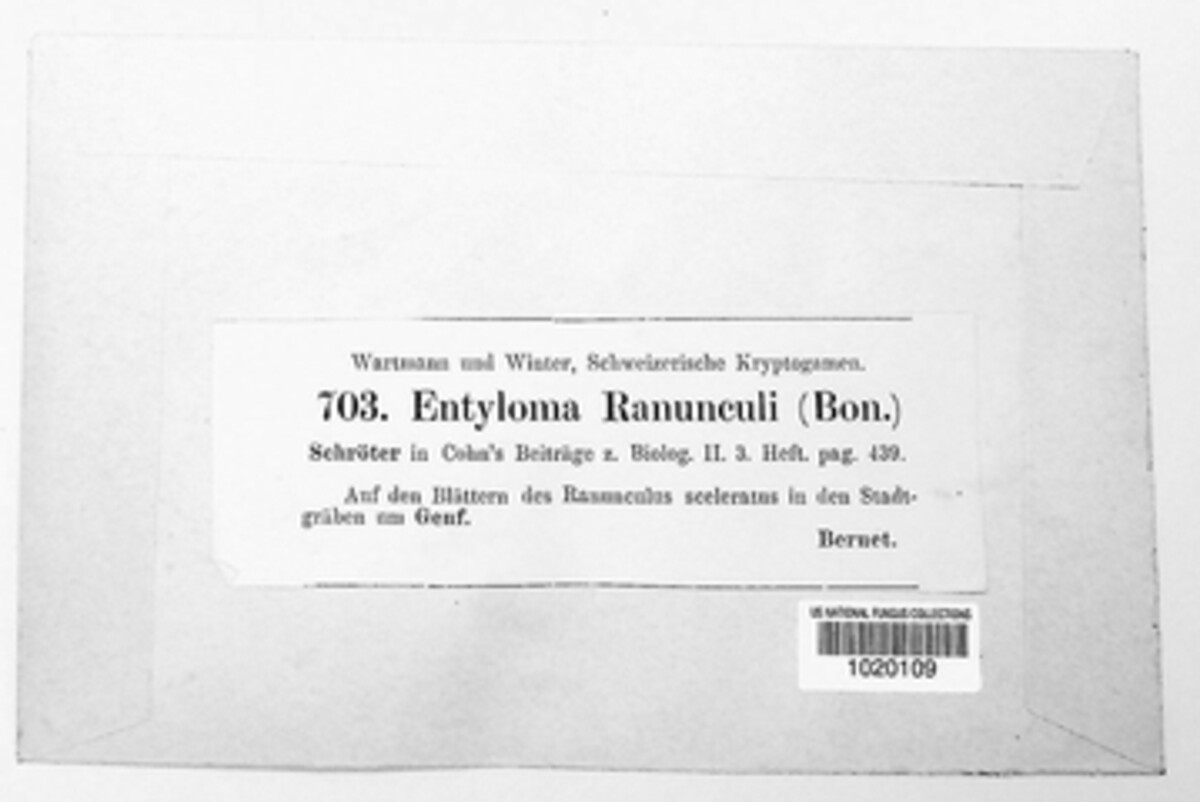 Wartmann und Winter, Schweizerische Kryptogamen.
703. Entyloma Ranunculi (Bon.)
Schröter in Cohn's Beiträge z. Biolog. II. 3. Heft. pag. 439.
Auf den Blättern des Ranunculus sceleratus in den Stadt-
gräben um Genf.
Bernet.
US NATIONAL FUNGUS COLLECTIONS
1020109